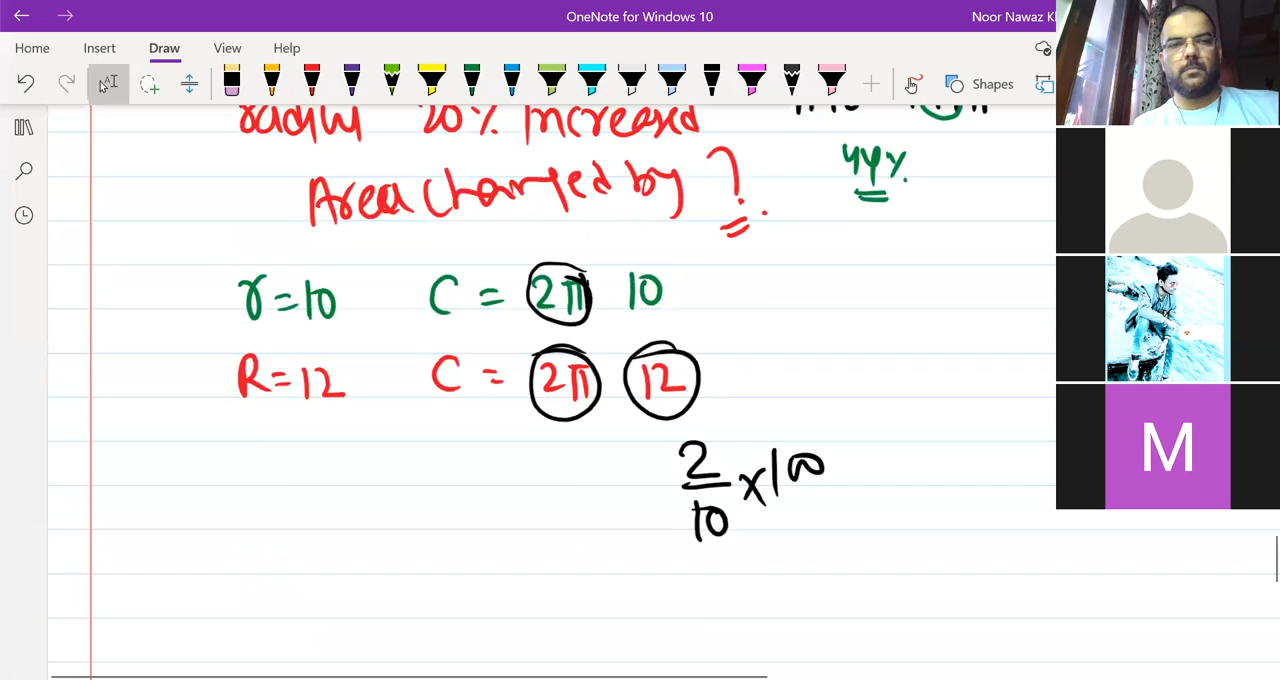 OneNote for Windows 10
Noor Nawaz Kh
Home Insert Draw View Help
Shapes
radius 20% Increased
Area changed by ?
44%
r = 10 C = 2π 10
R = 12 C = 2π 12
2/10 × 100
M